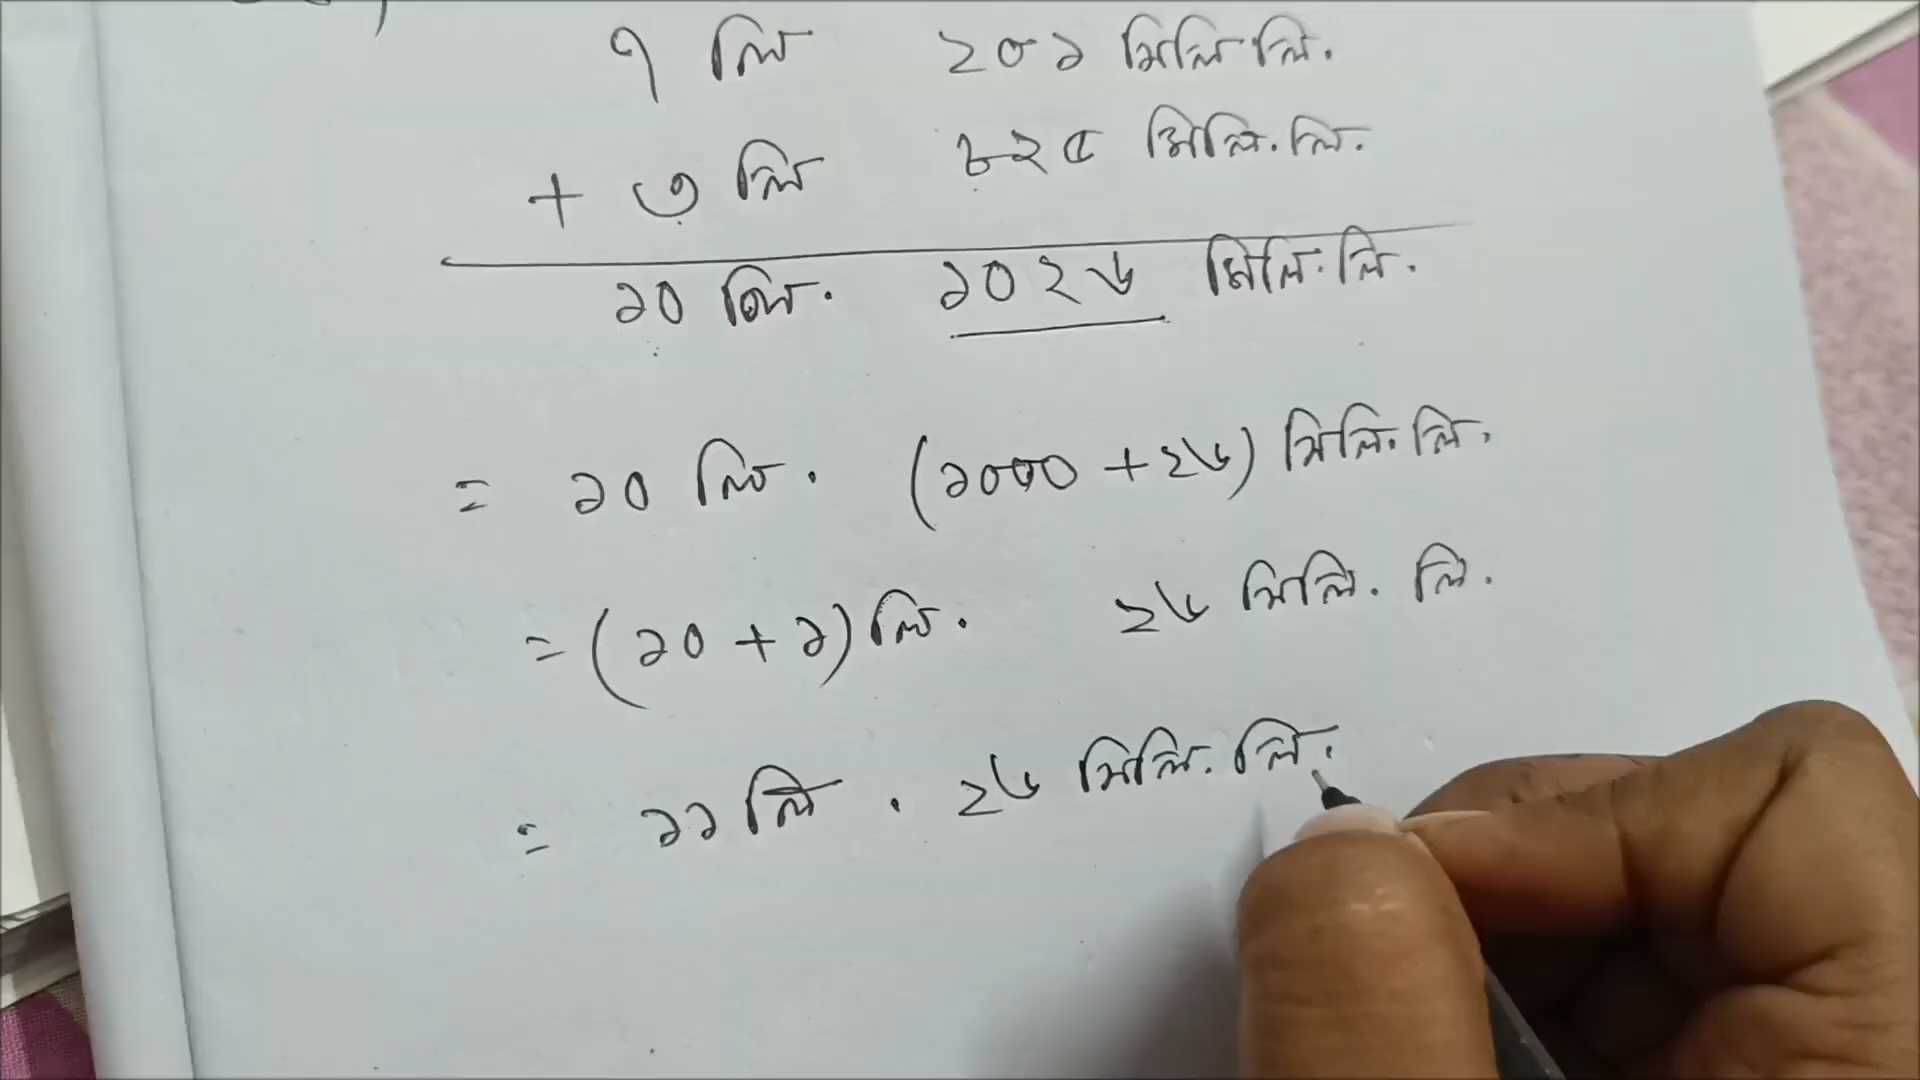 ৭ লি ২০১ মিলি.লি.
+ ৩ লি ৮২৫ মিলি.লি.
১০ লি. ১০২৬ মিলি.লি.
= ১০ লি. (১০০০ + ২৬) মিলি.লি.
= (১০ + ১) লি. ২৬ মিলি. লি.
= ১১ লি. ২৬ মিলি.লি.